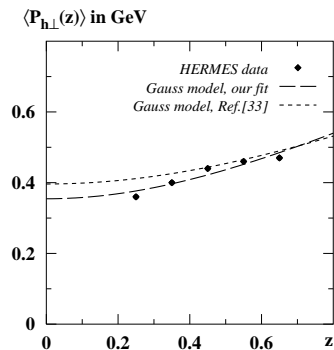 ⟨P_h⊥(z)⟩ in GeV
HERMES data
Gauss model, our fit
Gauss model, Ref.[33]
0.6
0.4
0.2
0
0 0.2 0.4 0.6 z